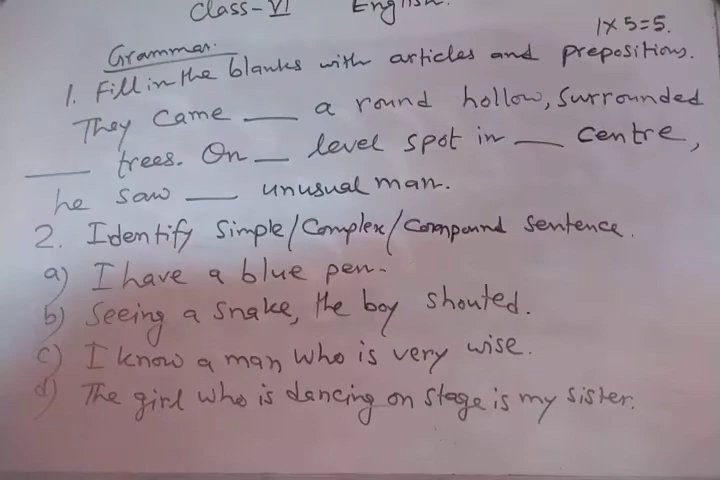 Class-VI English.
1×5=5.
Grammar.
1. Fill in the blanks with articles and prepositions.
They came ___ a round hollow, surrounded
___ trees. On ___ level spot in ___ centre,
he saw ___ unusual man.
2. Identify Simple/Complex/Compound Sentence.
a) I have a blue pen.
b) Seeing a snake, the boy shouted.
c) I know a man who is very wise.
d) The girl who is dancing on stage is my sister.